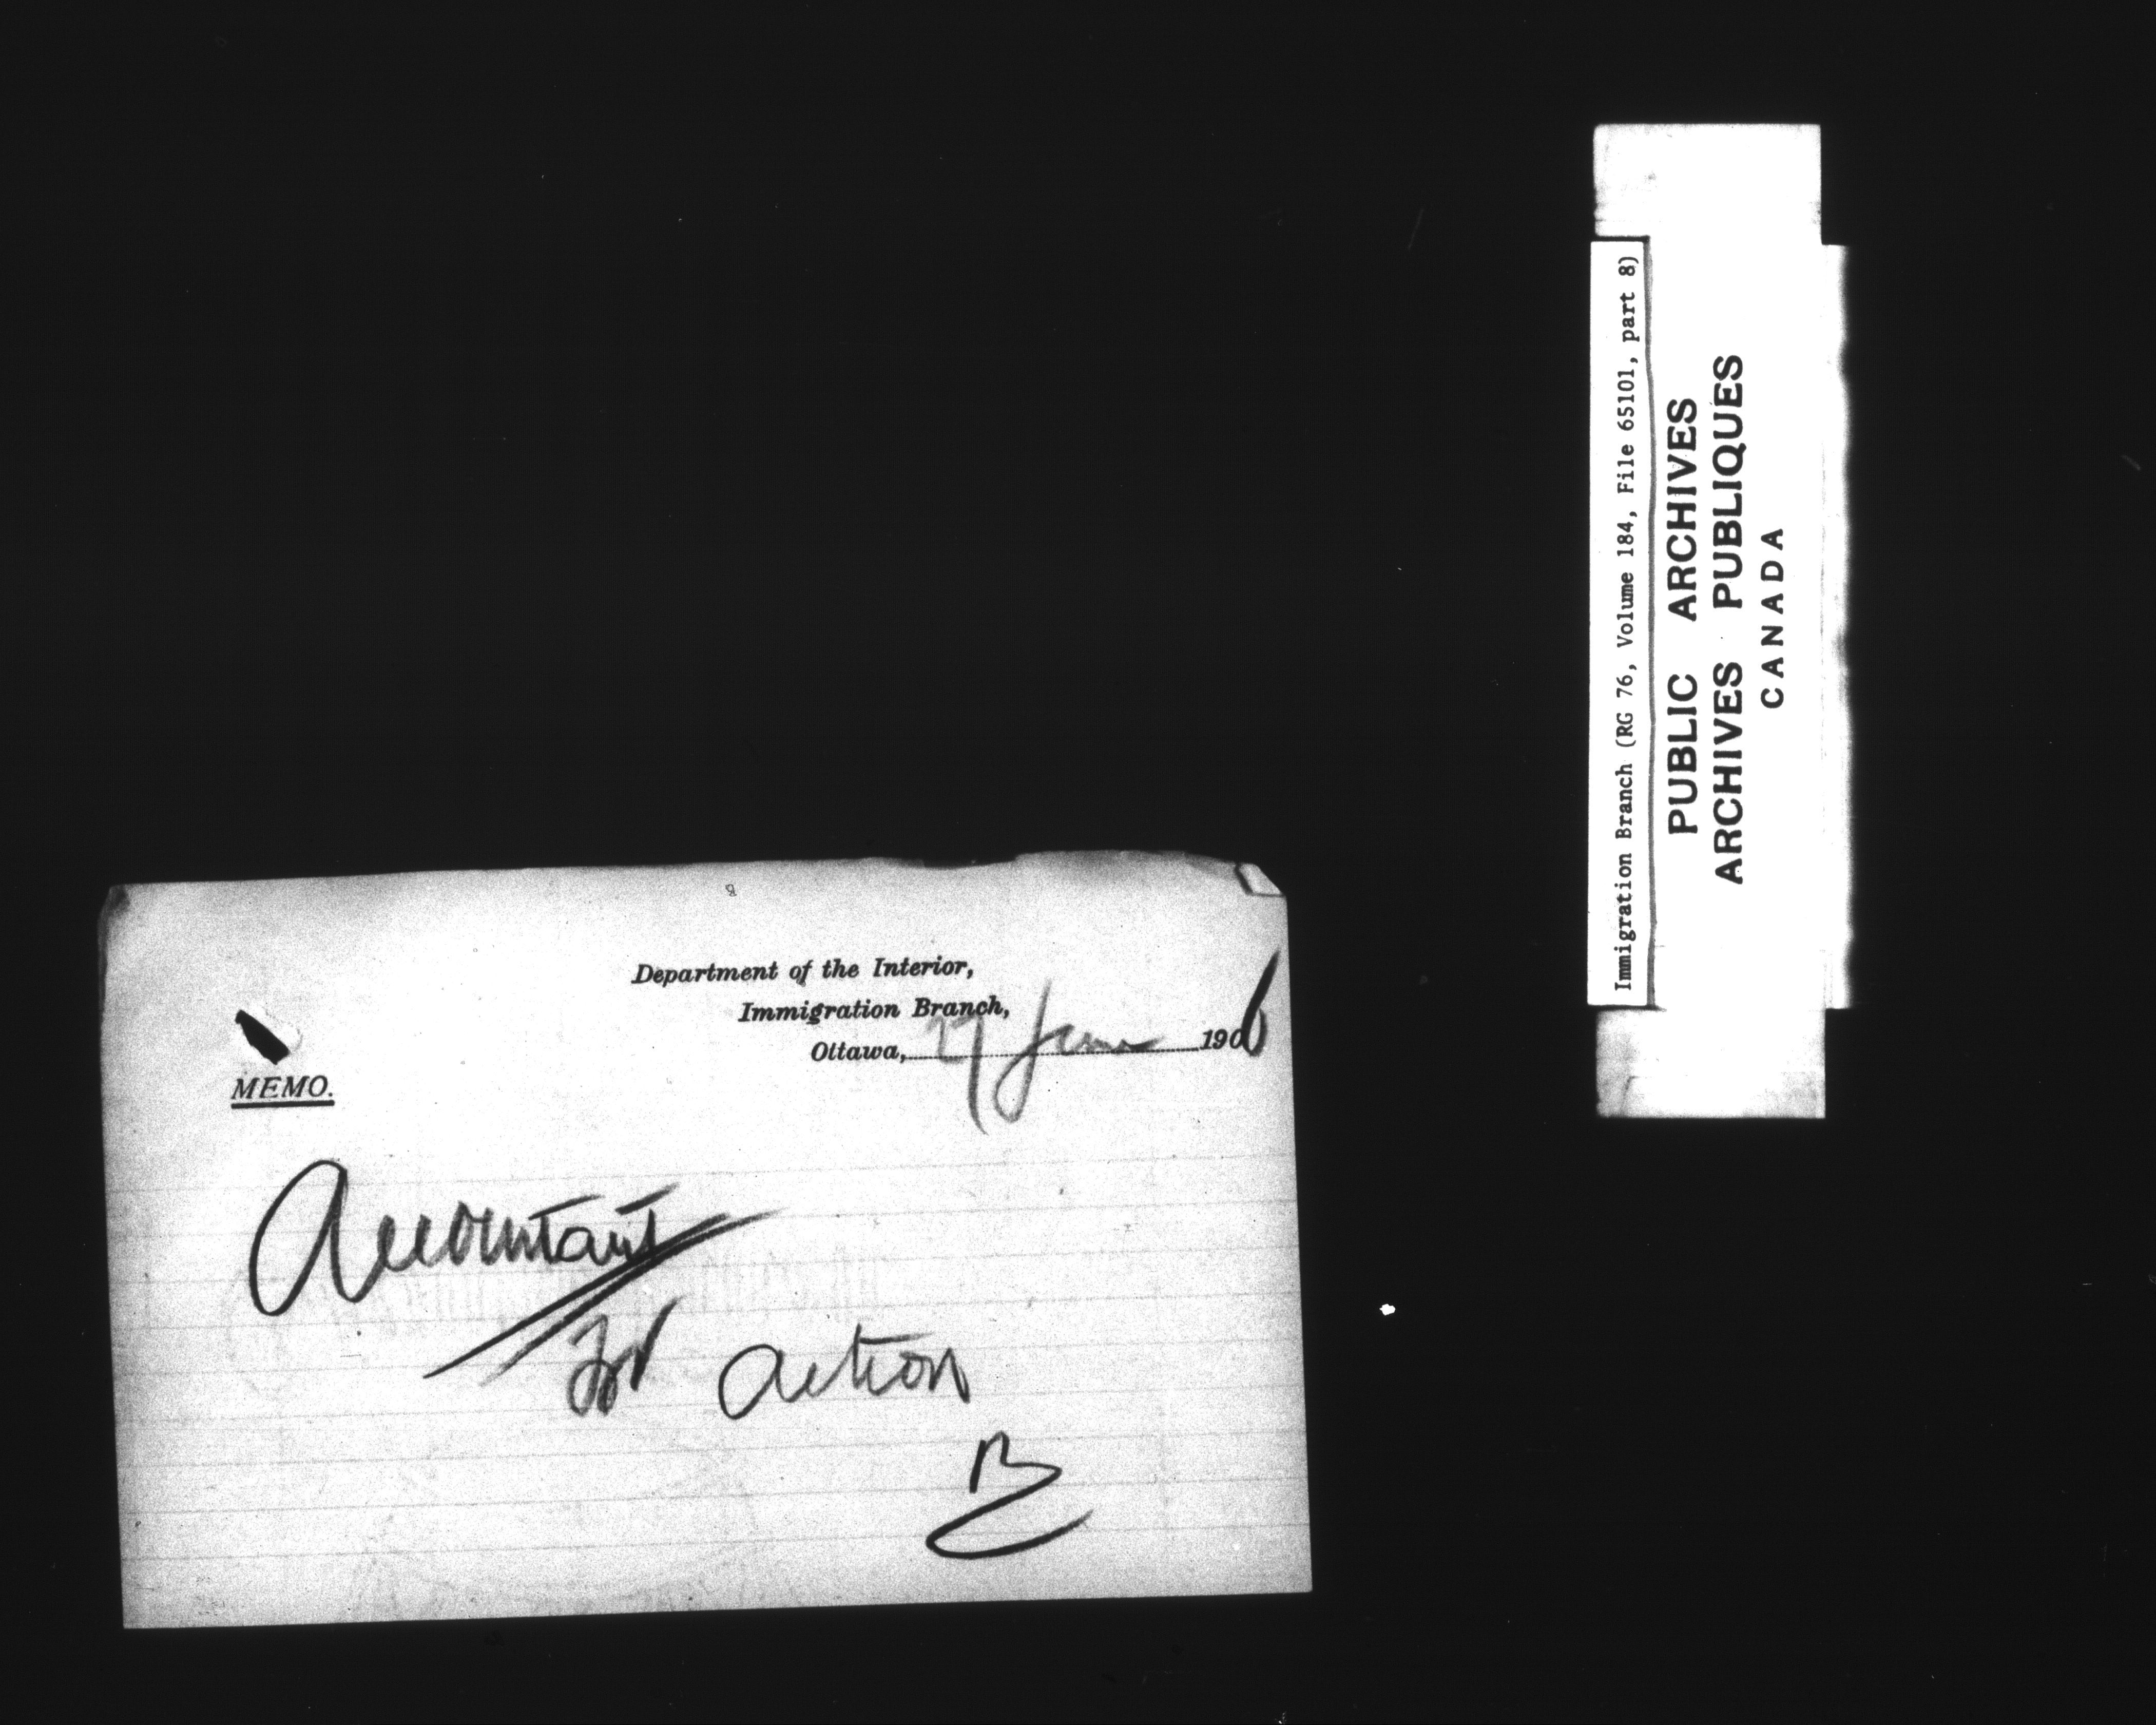 Department of the Interior,
Immigration Branch,
Ottawa, 27 June 1906
MEMO.
Accountant
For action
B
Immigration Branch (RG 76, Volume 184, File 65101, part 8)
PUBLIC ARCHIVES
ARCHIVES PUBLIQUES
CANADA